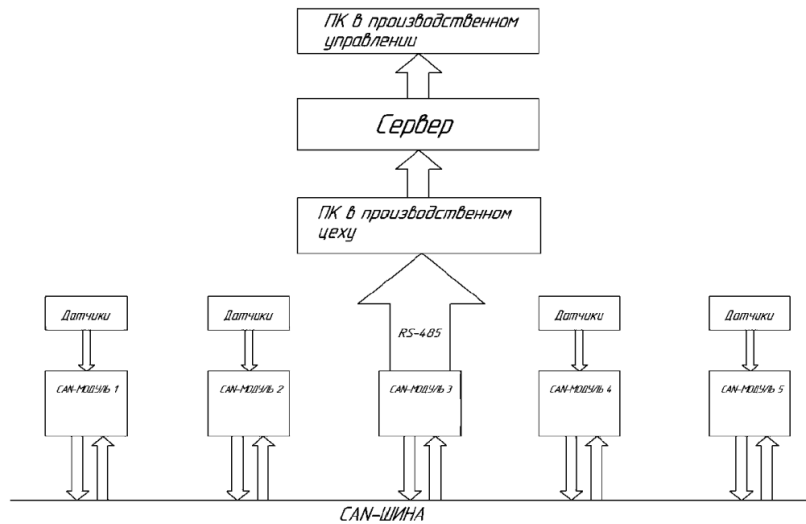 ПК в производственном
управлении
Сервер
ПК в производственном
цеху
Датчики
Датчики
RS-485
Датчики
Датчики
CAN-МОДУЛЬ 1
CAN-МОДУЛЬ 2
CAN-МОДУЛЬ 3
CAN-МОДУЛЬ 4
CAN-МОДУЛЬ 5
CAN-ШИНА